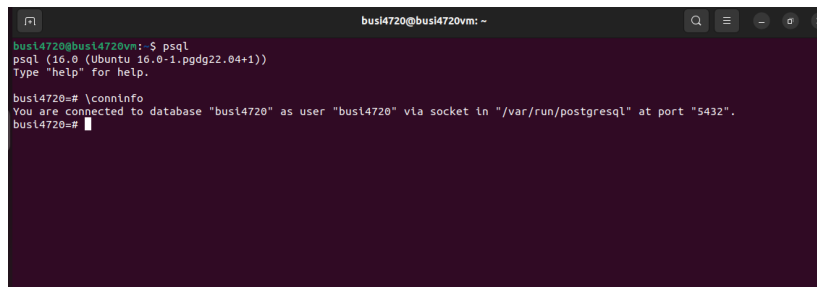 busi4720@busi4720vm: ~
busi4720@busi4720vm:~$ psql
psql (16.0 (Ubuntu 16.0-1.pgdg22.04+1))
Type "help" for help.
busi4720=# \conninfo
You are connected to database "busi4720" as user "busi4720" via socket in "/var/run/postgresql" at port "5432".
busi4720=#